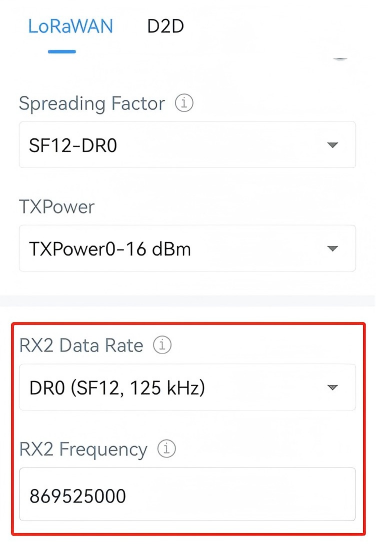 LoRaWAN D2D
Spreading Factor
SF12-DR0
TXPower
TXPower0-16 dBm
RX2 Data Rate
DR0 (SF12, 125 kHz)
RX2 Frequency
869525000